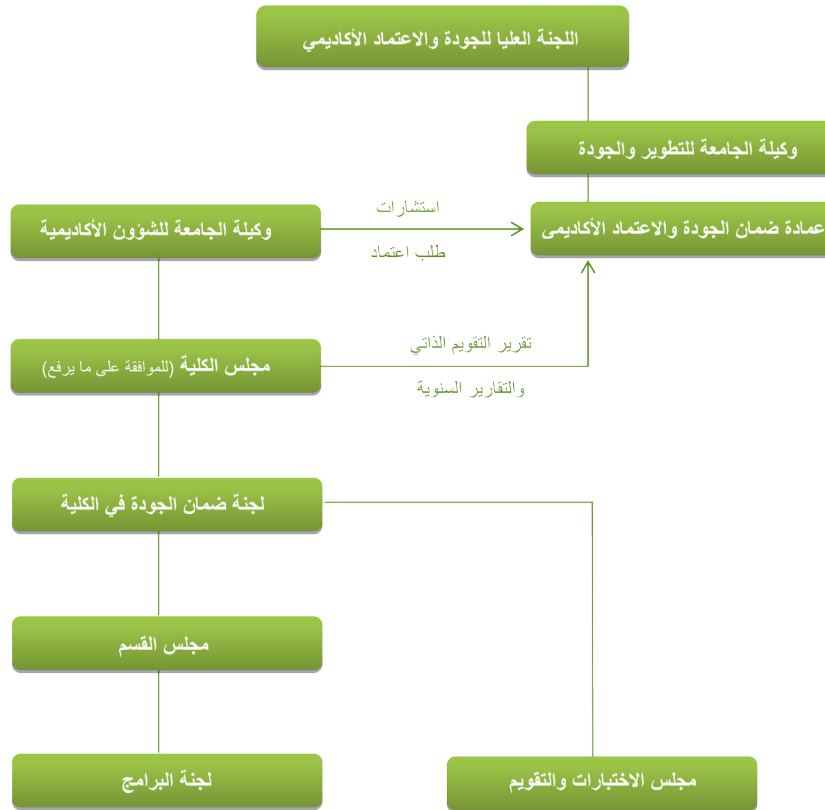 اللجنة العليا للجودة والاعتماد الأكاديمي
وكيلة الجامعة للتطوير والجودة
عمادة ضمان الجودة والاعتماد الأكاديمى
استشارات
وكيلة الجامعة للشؤون الأكاديمية
طلب اعتماد
تقرير التقويم الذاتي
مجلس الكلية (للموافقة على ما يرفع)
والتقارير السنوية
لجنة ضمان الجودة في الكلية
مجلس القسم
مجلس الاختبارات والتقويم
لجنة البرامج